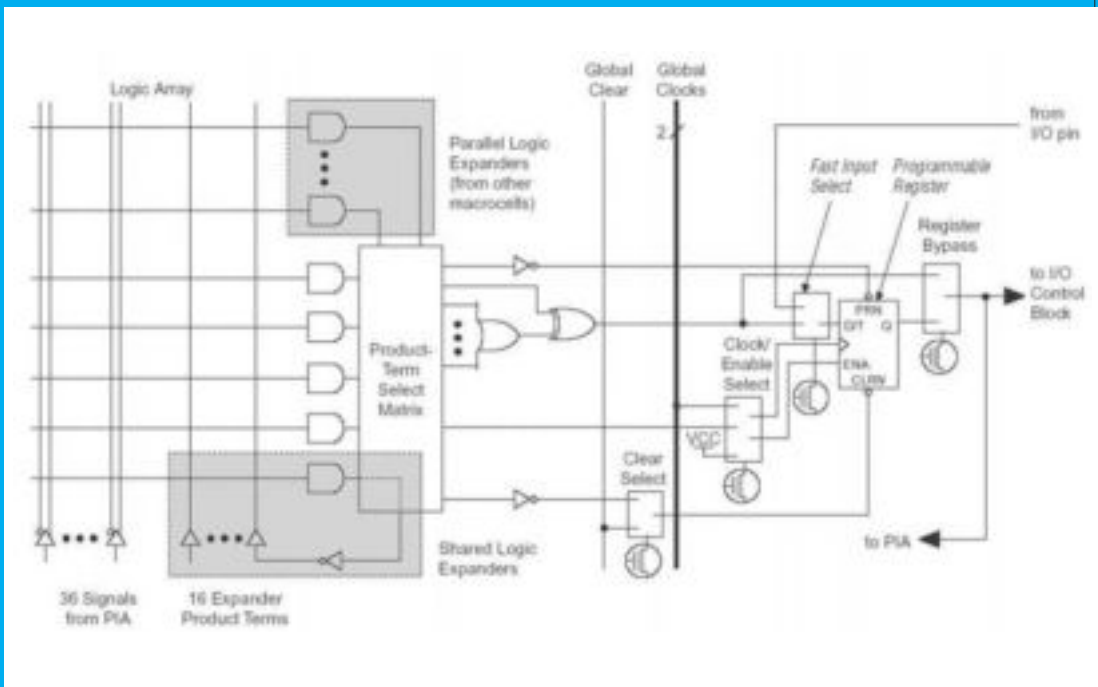 Logic Array
Global
Clear
Global
Clocks
2
from
I/O pin
Parallel Logic
Expanders
(from other
macrocells)
Fast Input
Select
Programmable
Register
Register
Bypass
to I/O
Control
Block
PRN
D/T Q
ENA
CLRN
Product-
Term
Select
Matrix
Clock/
Enable
Select
VCC
Clear
Select
to PIA
Shared Logic
Expanders
36 Signals
from PIA
16 Expander
Product Terms